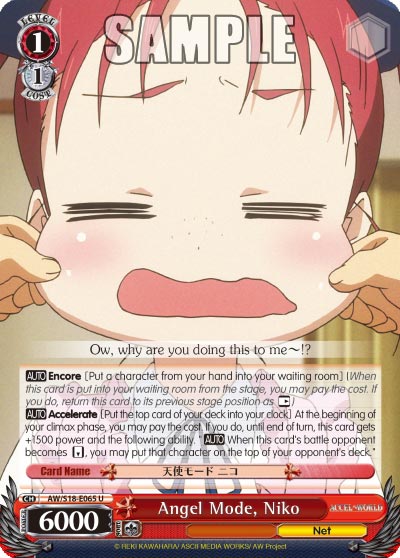 LEVEL
1
SAMPLE
1
COST
Ow, why are you doing this to me～!?
AUTO Encore [Put a character from your hand into your waiting room] (When
this card is put into your waiting room from the stage, you may pay the cost. If
you do, return this card to its previous stage position as
AUTO Accelerate [Put the top card of your deck into your clock] At the beginning of
your climax phase, you may pay the cost. If you do, until end of turn, this card gets
+1500 power and the following ability. "AUTO When this card's battle opponent
becomes , you may put that card on the top of your opponent's deck."
Card Name 天使モード ニコ
CH AW/S18-E065 U
POWER 6000 SOUL Angel Mode, Niko ACCEL WORLD
Net
© REKI KAWAHARA/ ASCII MEDIA WORKS/ AW Project